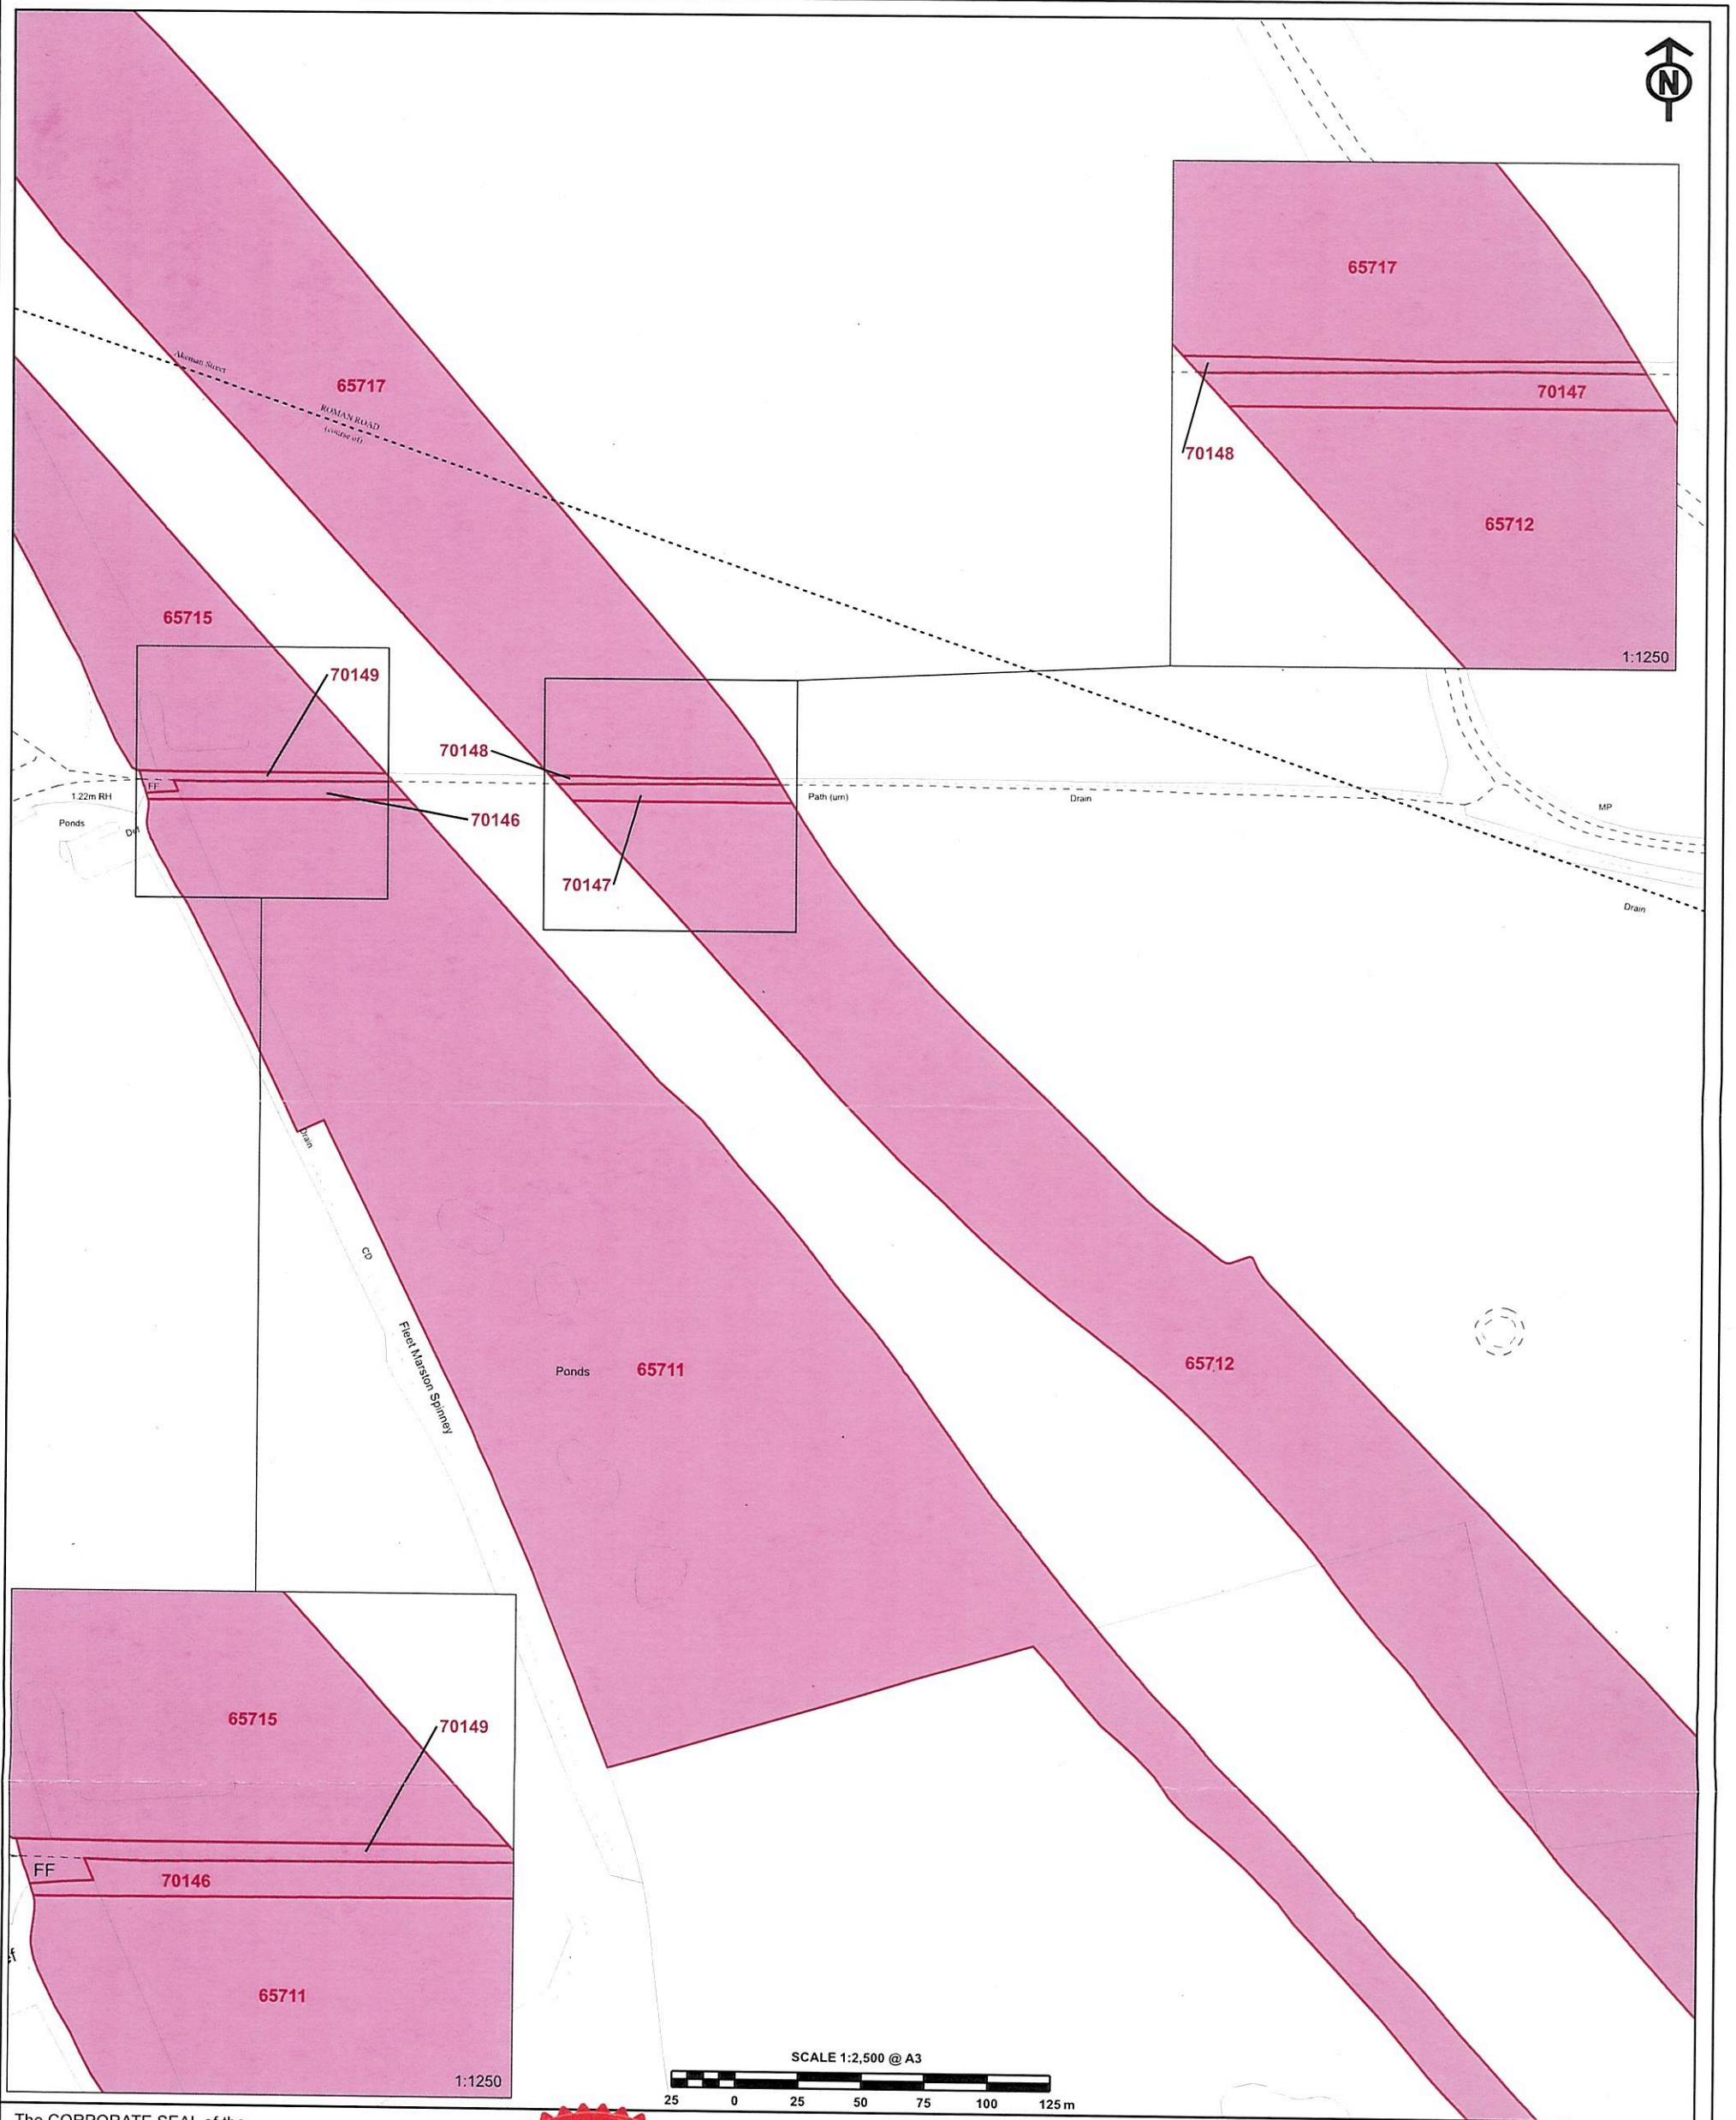 N
65717
70147
70148
65712
1:1250
Akeman Street
ROMAN ROAD
(course of)
65717
65715
70149
70148
FF
1.22m RH
Path (um)
Drain
MP
Ponds
Def
70146
70147
Drain
Drain
CD
Fleet Marston Spinney
Ponds
65711
65712
65715
70149
FF
70146
ef
65711
1:1250
SCALE 1:2,500 @ A3
25 0 25 50 75 100 125 m
The CORPORATE SEAL of the